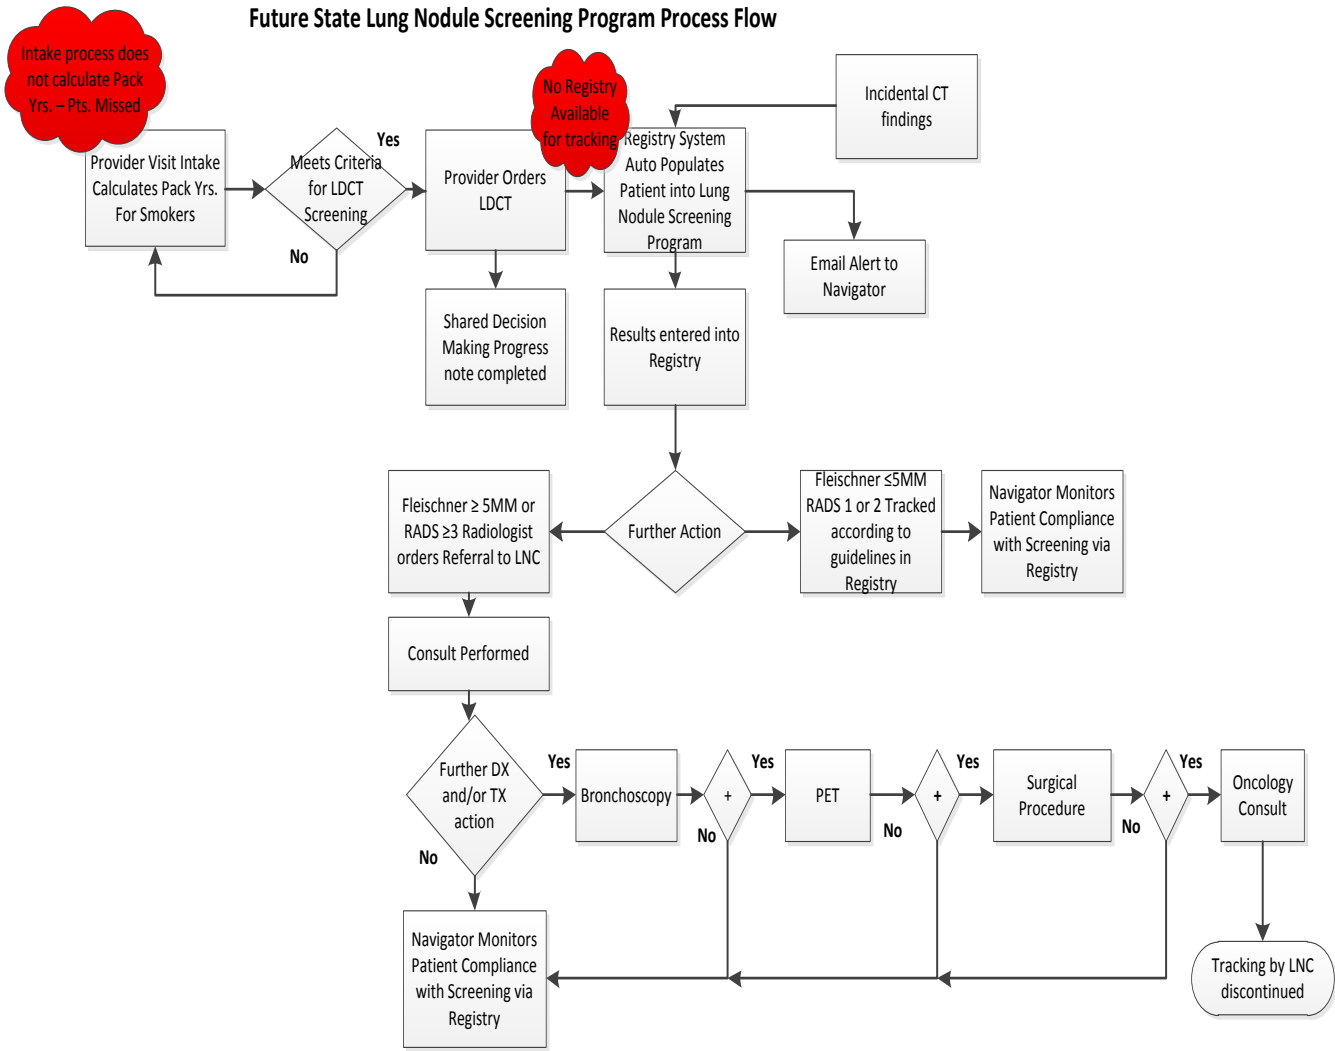 Future State Lung Nodule Screening Program Process Flow
Intake process does
not calculate Pack
Yrs. – Pts. Missed
Provider Visit Intake
Calculates Pack Yrs.
For Smokers
Meets Criteria
for LDCT
Screening
Yes
No
Provider Orders
LDCT
Shared Decision
Making Progress
note completed
No Registry
Available
for tracking
Registry System
Auto Populates
Patient into Lung
Nodule Screening
Program
Incidental CT
findings
Email Alert to
Navigator
Results entered into
Registry
Further Action
Fleischner ≥ 5MM or
RADS ≥3 Radiologist
orders Referral to LNC
Fleischner ≤5MM
RADS 1 or 2 Tracked
according to
guidelines in
Registry
Navigator Monitors
Patient Compliance
with Screening via
Registry
Consult Performed
Further DX
and/or TX
action
Yes
No
Bronchoscopy
+
Yes
No
PET
+
Yes
No
Surgical
Procedure
+
Yes
No
Oncology
Consult
Navigator Monitors
Patient Compliance
with Screening via
Registry
Tracking by LNC
discontinued